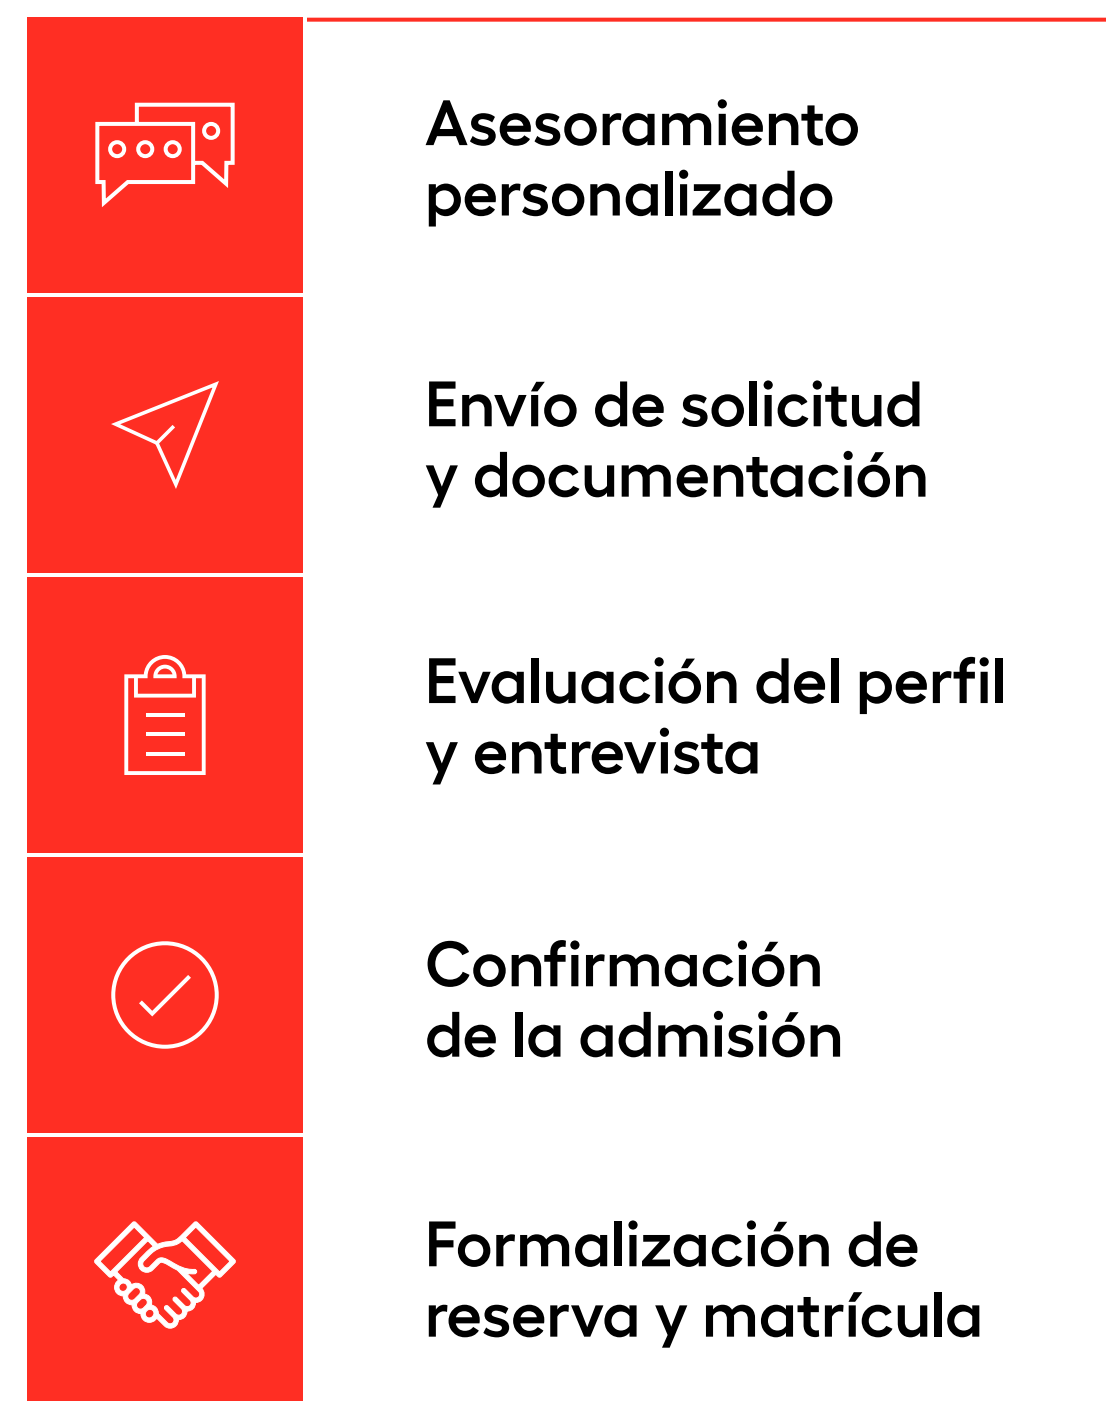 Asesoramiento
personalizado
Envío de solicitud
y documentación
Evaluación del perfil
y entrevista
Confirmación
de la admisión
Formalización de
reserva y matrícula